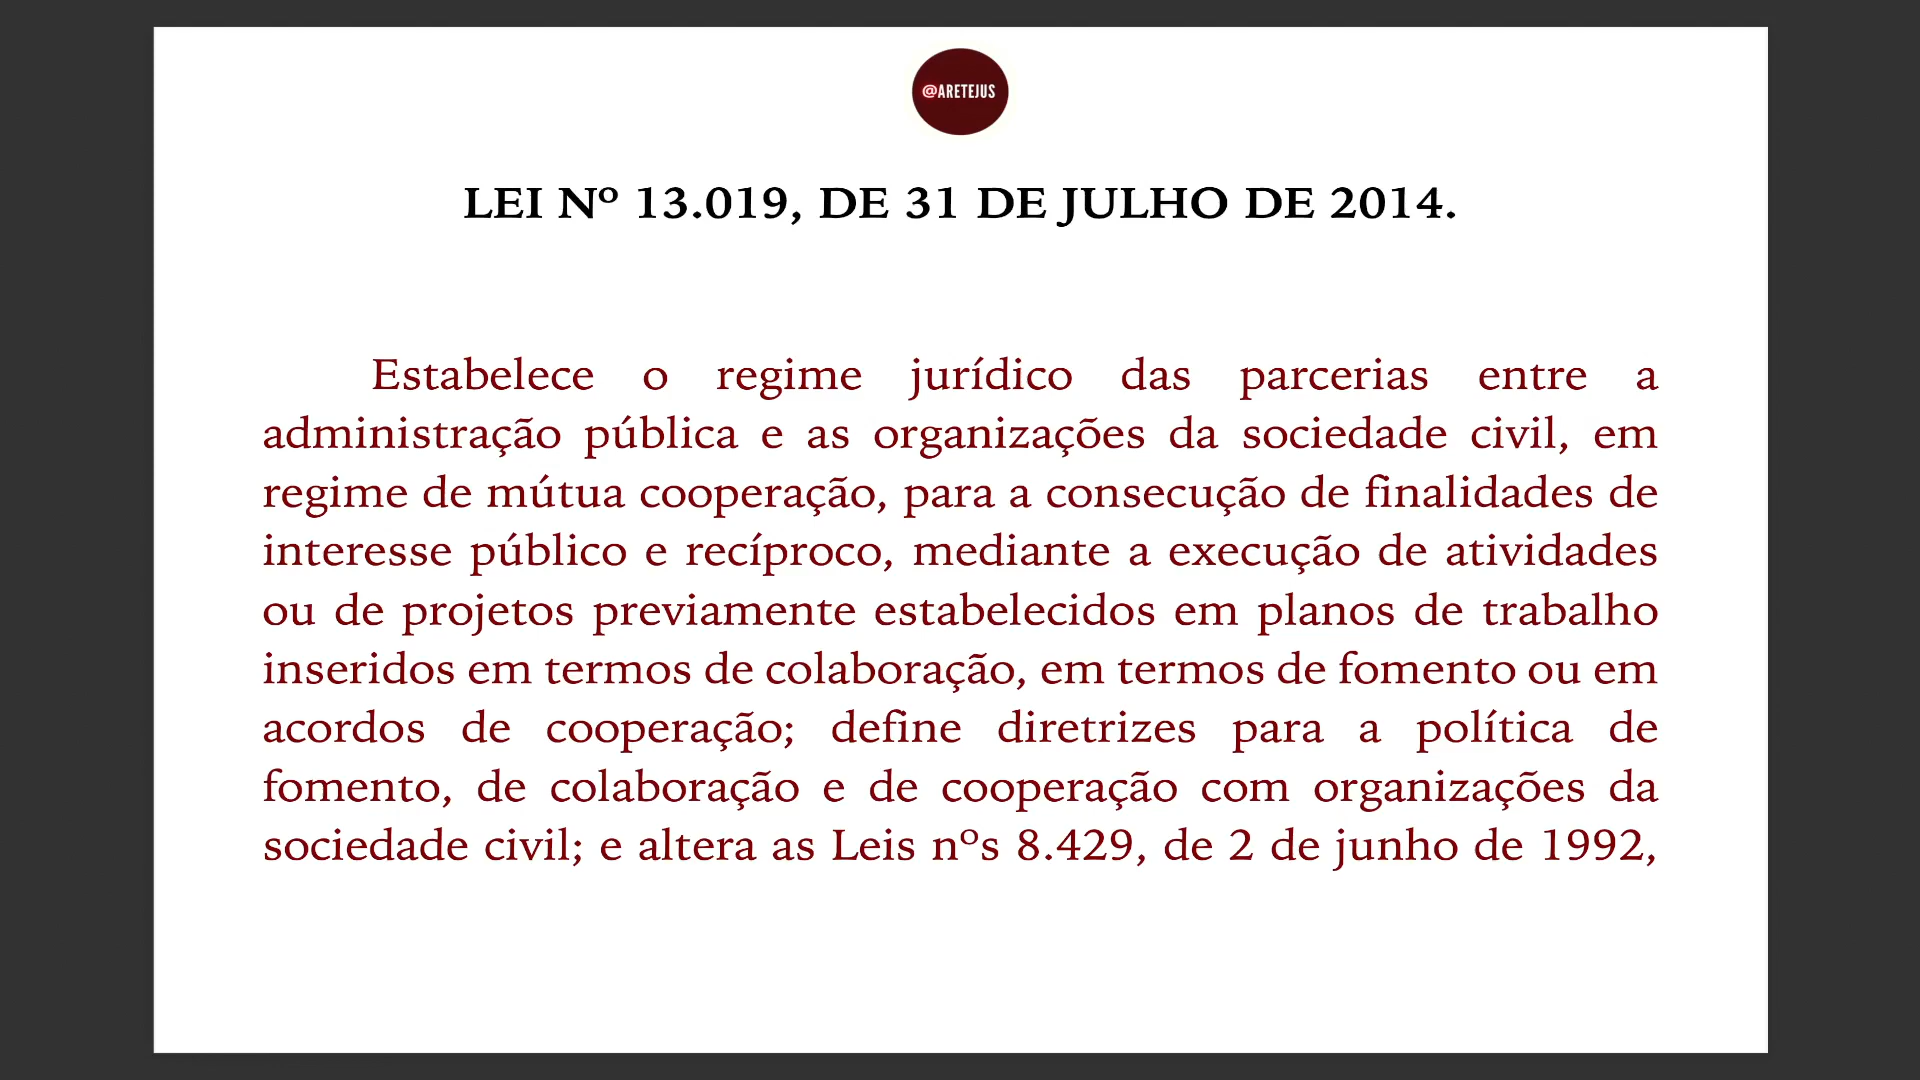 @ARETEJUS
LEI Nº 13.019, DE 31 DE JULHO DE 2014.
Estabelece o regime jurídico das parcerias entre a
administração pública e as organizações da sociedade civil, em
regime de mútua cooperação, para a consecução de finalidades de
interesse público e recíproco, mediante a execução de atividades
ou de projetos previamente estabelecidos em planos de trabalho
inseridos em termos de colaboração, em termos de fomento ou em
acordos de cooperação; define diretrizes para a política de
fomento, de colaboração e de cooperação com organizações da
sociedade civil; e altera as Leis nºs 8.429, de 2 de junho de 1992,